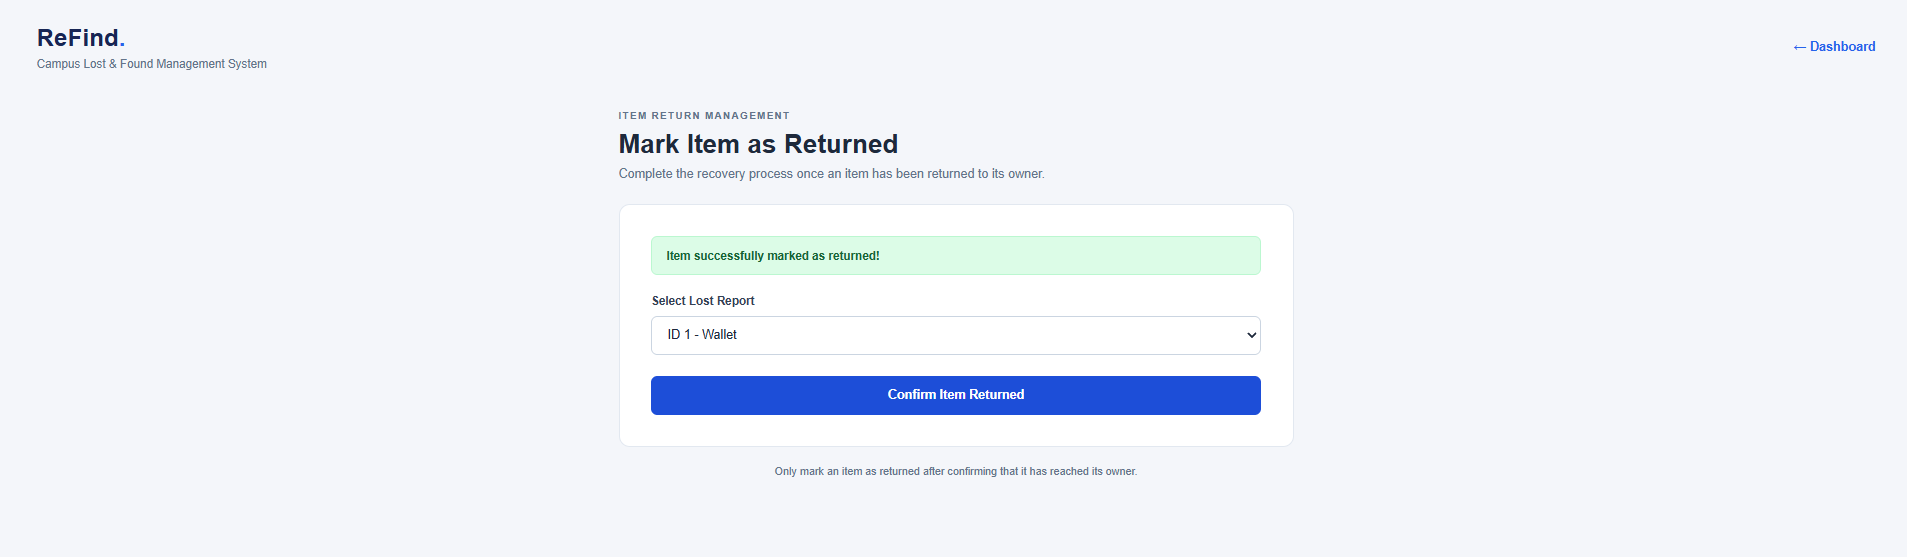 ReFind.
Campus Lost & Found Management System
← Dashboard
ITEM RETURN MANAGEMENT
Mark Item as Returned
Complete the recovery process once an item has been returned to its owner.
Item successfully marked as returned!
Select Lost Report
ID 1 - Wallet
Confirm Item Returned
Only mark an item as returned after confirming that it has reached its owner.